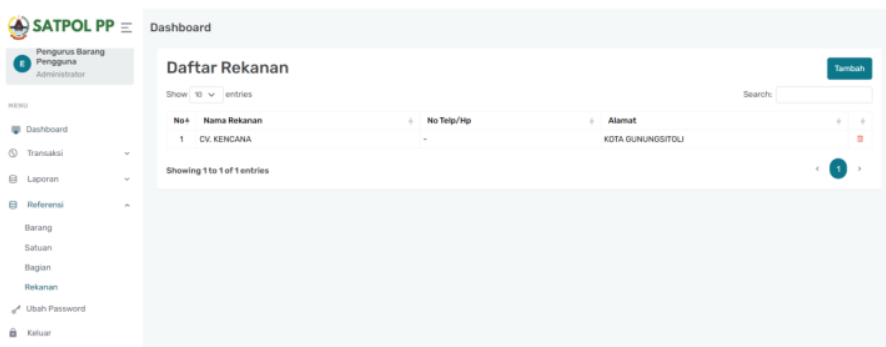 SATPOL PP
Dashboard
Pengurus Barang
Pengguna
Administrator
E
MENU
Dashboard
Transaksi
Laporan
Referensi
Barang
Satuan
Bagian
Rekanan
Ubah Password
Keluar
Daftar Rekanan
Tambah
Show 10 entries
Search:
No Nama Rekanan No Telp/Hp Alamat
1 CV. KENCANA - KOTA GUNUNGSITOLI
Showing 1 to 1 of 1 entries
‹ 1 ›